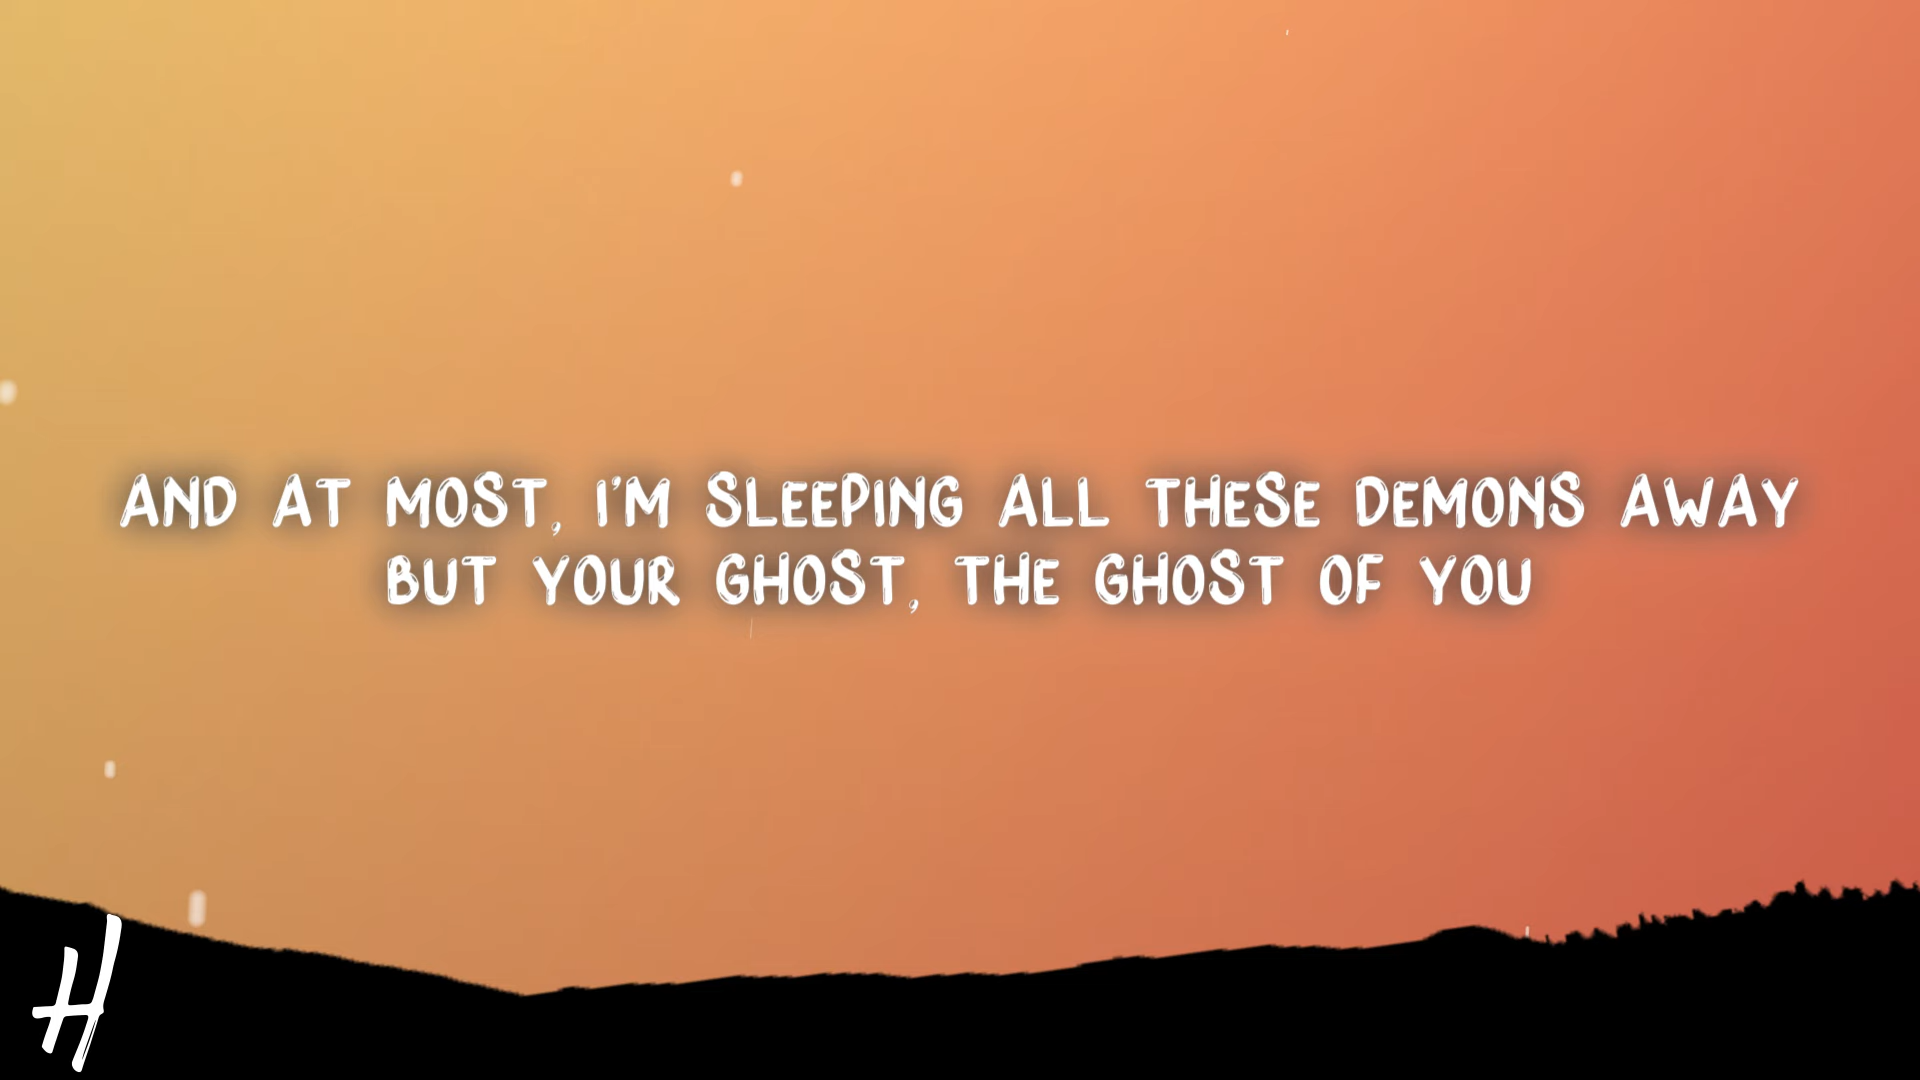 AND AT MOST, I'M SLEEPING ALL THESE DEMONS AWAY
BUT YOUR GHOST, THE GHOST OF YOU
H